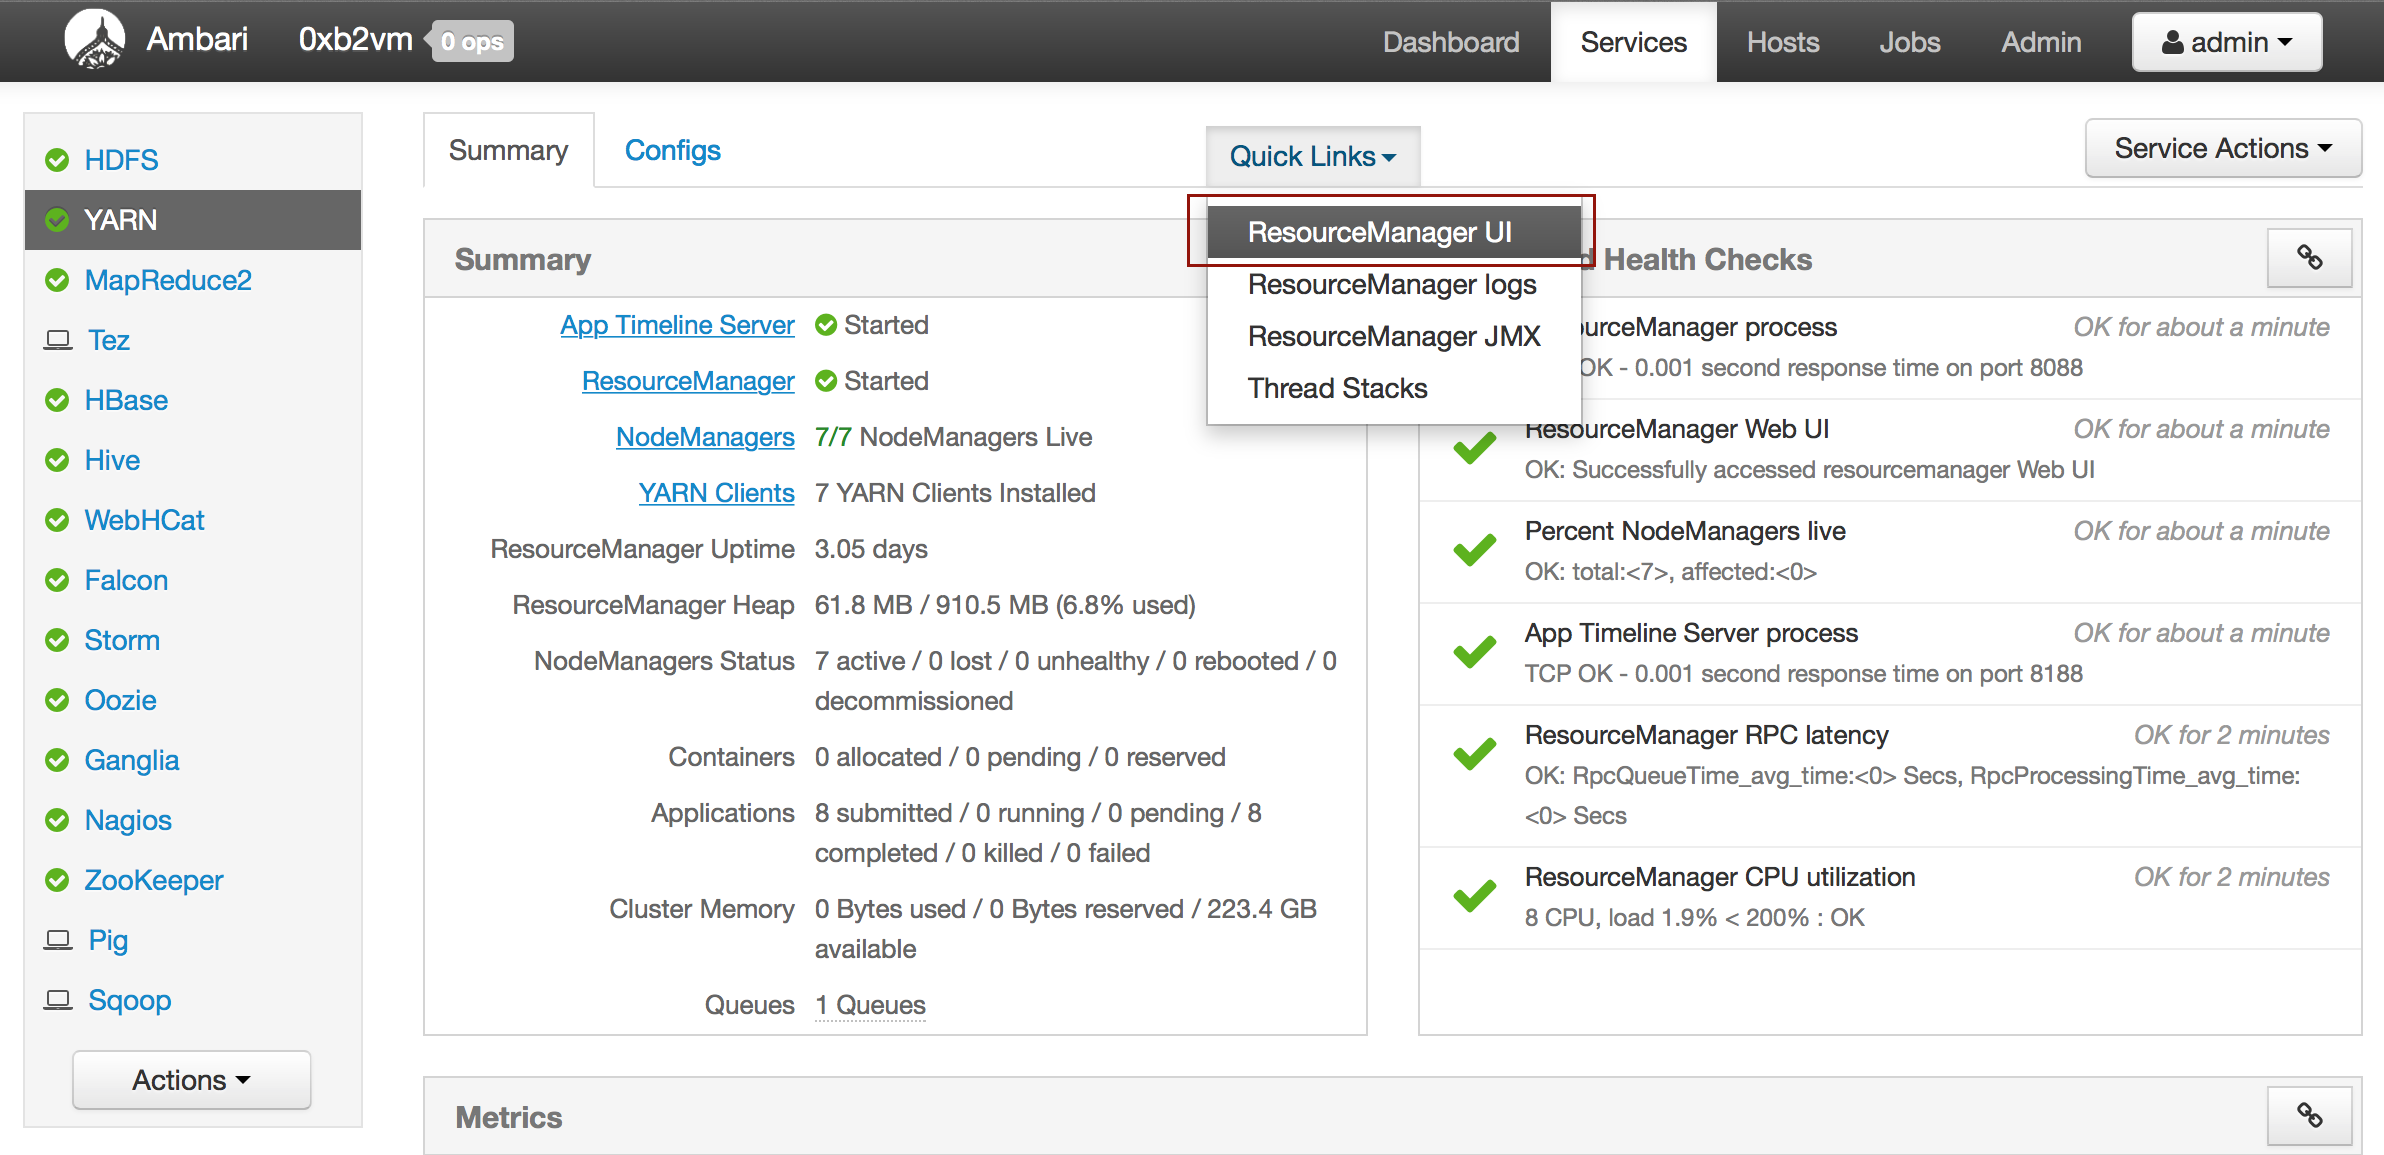 Ambari 0xb2vm 0 ops Dashboard Services Hosts Jobs Admin admin
HDFS
YARN
MapReduce2
Tez
HBase
Hive
WebHCat
Falcon
Storm
Oozie
Ganglia
Nagios
ZooKeeper
Pig
Sqoop
Actions
Summary Configs Quick Links Service Actions
ResourceManager UI
ResourceManager logs
ResourceManager JMX
Thread Stacks
Summary
App Timeline Server Started
ResourceManager Started
NodeManagers 7/7 NodeManagers Live
YARN Clients 7 YARN Clients Installed
ResourceManager Uptime 3.05 days
ResourceManager Heap 61.8 MB / 910.5 MB (6.8% used)
NodeManagers Status 7 active / 0 lost / 0 unhealthy / 0 rebooted / 0
decommissioned
Containers 0 allocated / 0 pending / 0 reserved
Applications 8 submitted / 0 running / 0 pending / 8
completed / 0 killed / 0 failed
Cluster Memory 0 Bytes used / 0 Bytes reserved / 223.4 GB
available
Queues 1 Queues
Health Checks
urceManager process OK for about a minute
OK - 0.001 second response time on port 8088
ResourceManager Web UI OK for about a minute
OK: Successfully accessed resourcemanager Web UI
Percent NodeManagers live OK for about a minute
OK: total:<7>, affected:<0>
App Timeline Server process OK for about a minute
TCP OK - 0.001 second response time on port 8188
ResourceManager RPC latency OK for 2 minutes
OK: RpcQueueTime_avg_time:<0> Secs, RpcProcessingTime_avg_time:
<0> Secs
ResourceManager CPU utilization OK for 2 minutes
8 CPU, load 1.9% < 200% : OK
Metrics